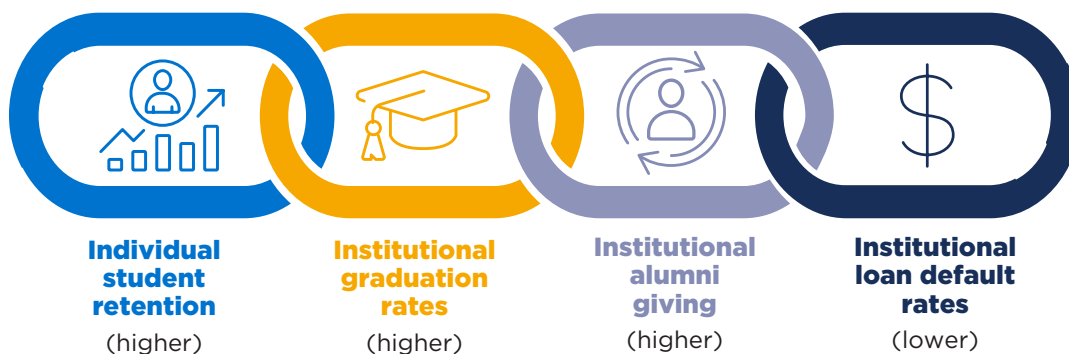 Individual
student
retention
(higher)
Institutional
graduation
rates
(higher)
Institutional
alumni
giving
(higher)
Institutional
loan default
rates
(lower)